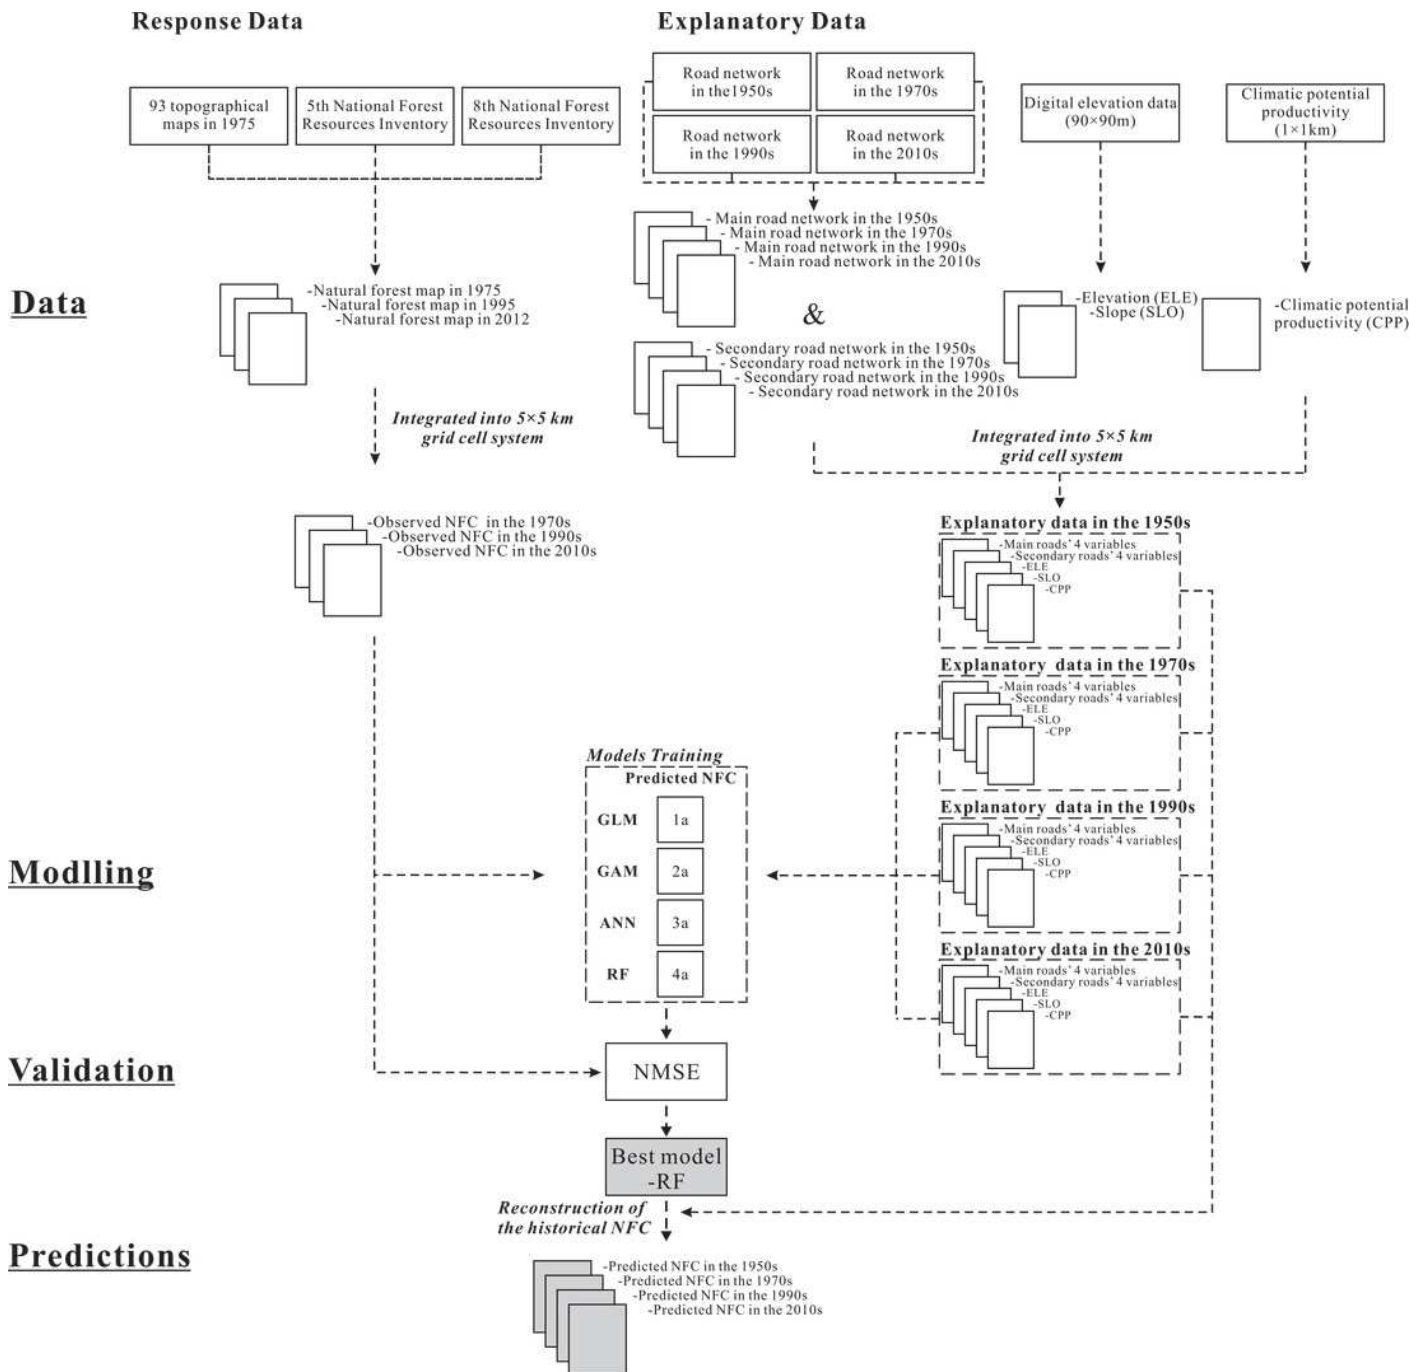 Response Data
Explanatory Data
93 topographical
maps in 1975
5th National Forest
Resources Inventory
8th National Forest
Resources Inventory
Road network
in the1950s
Road network
in the 1970s
Road network
in the 1990s
Road network
in the 2010s
Digital elevation data
(90×90m)
Climatic potential
productivity
(1×1km)
Data
-Natural forest map in 1975
-Natural forest map in 1995
-Natural forest map in 2012
- Main road network in the 1950s
- Main road network in the 1970s
- Main road network in the 1990s
- Main road network in the 2010s
&
- Secondary road network in the 1950s
- Secondary road network in the 1970s
- Secondary road network in the 1990s
- Secondary road network in the 2010s
-Elevation (ELE)
-Slope (SLO)
-Climatic potential
productivity (CPP)
Integrated into 5×5 km
grid cell system
Integrated into 5×5 km
grid cell system
-Observed NFC in the 1970s
-Observed NFC in the 1990s
-Observed NFC in the 2010s
Explanatory data in the 1950s
-Main roads' 4 variables
-Secondary roads' 4 variables
-ELE
-SLO
-CPP
Explanatory data in the 1970s
-Main roads' 4 variables
-Secondary roads' 4 variables
-ELE
-SLO
-CPP
Explanatory data in the 1990s
-Main roads' 4 variables
-Secondary roads' 4 variables
-ELE
-SLO
-CPP
Explanatory data in the 2010s
-Main roads' 4 variables
-Secondary roads' 4 variables
-ELE
-SLO
-CPP
Modlling
Models Training
Predicted NFC
GLM 1a
GAM 2a
ANN 3a
RF 4a
Validation
NMSE
Best model
-RF
Reconstruction of
the historical NFC
Predictions
-Predicted NFC in the 1950s
-Predicted NFC in the 1970s
-Predicted NFC in the 1990s
-Predicted NFC in the 2010s